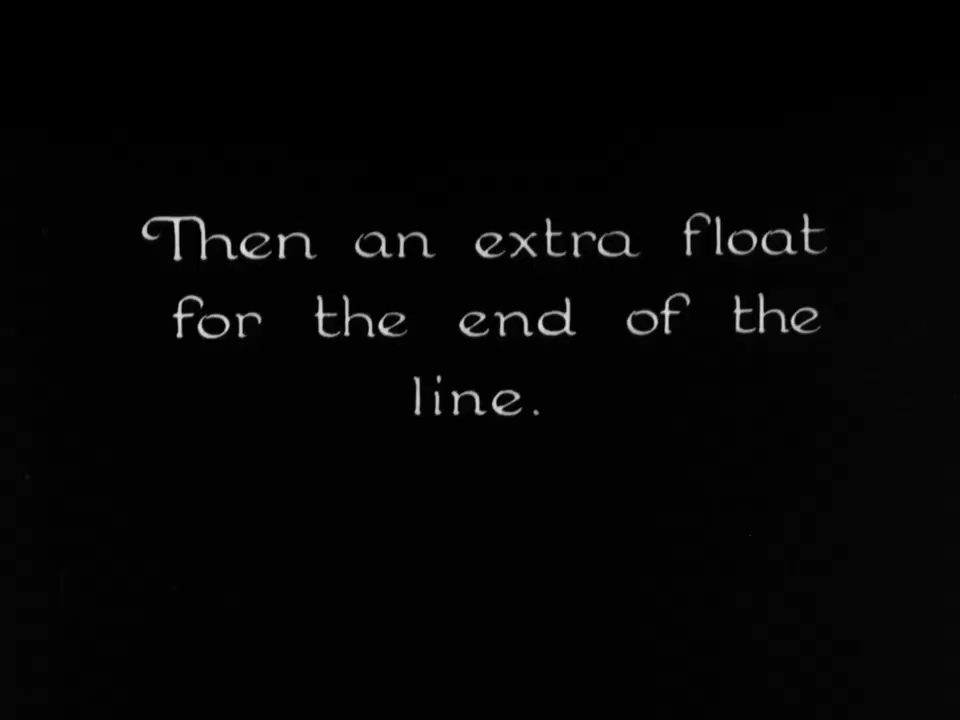 Then an extra float
for the end of the
line.